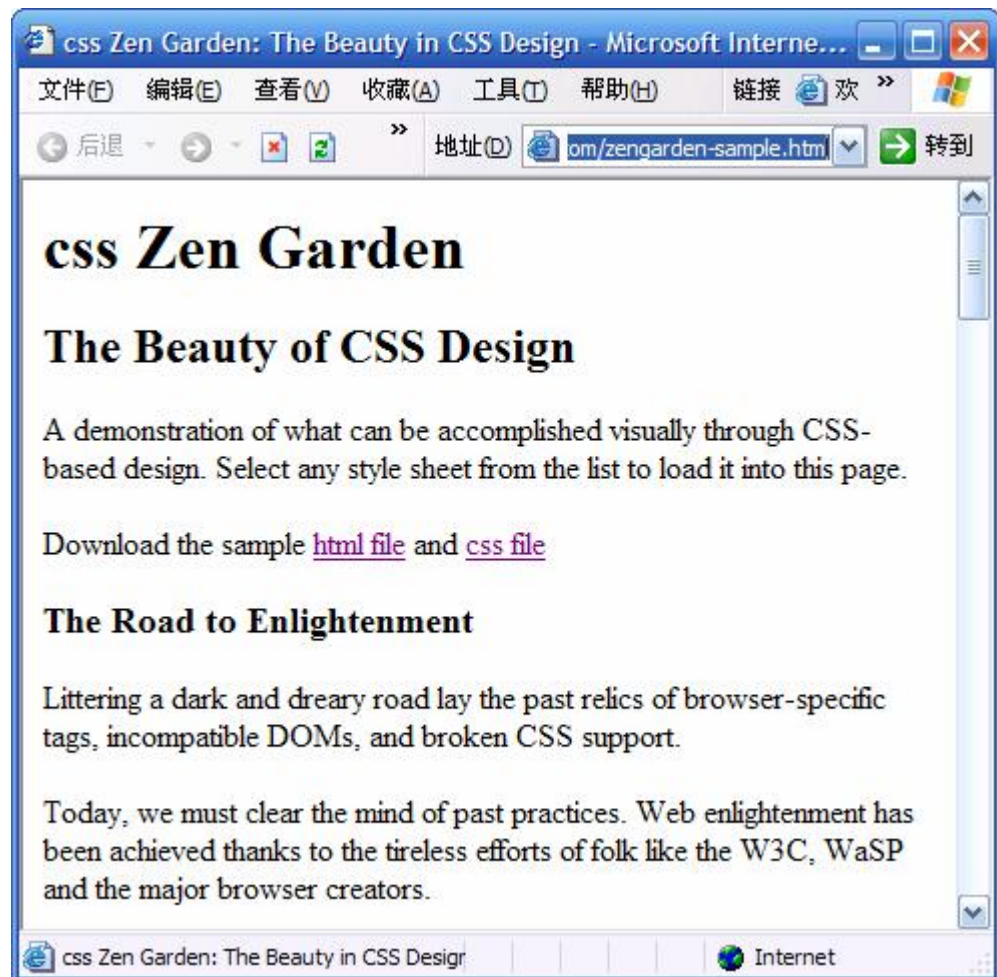 css Zen Garden: The Beauty in CSS Design - Microsoft Interne...
文件(F) 编辑(E) 查看(V) 收藏(A) 工具(T) 帮助(H) 链接 欢 »
后退 » 地址(D) om/zengarden-sample.html 转到
css Zen Garden
The Beauty of CSS Design
A demonstration of what can be accomplished visually through CSS-
based design. Select any style sheet from the list to load it into this page.
Download the sample html file and css file
The Road to Enlightenment
Littering a dark and dreary road lay the past relics of browser-specific
tags, incompatible DOMs, and broken CSS support.
Today, we must clear the mind of past practices. Web enlightenment has
been achieved thanks to the tireless efforts of folk like the W3C, WaSP
and the major browser creators.
css Zen Garden: The Beauty in CSS Desigr Internet